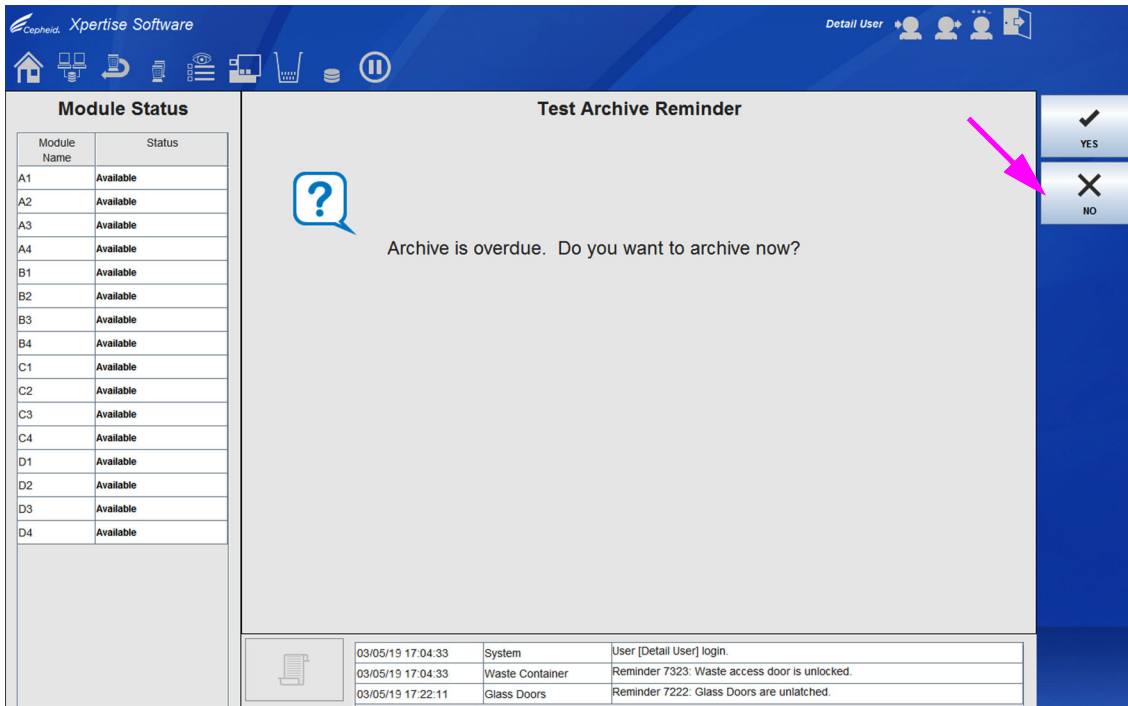 Cepheid. Xpertise Software
Detail User
Module Status
Module Name Status
A1 Available
A2 Available
A3 Available
A4 Available
B1 Available
B2 Available
B3 Available
B4 Available
C1 Available
C2 Available
C3 Available
C4 Available
D1 Available
D2 Available
D3 Available
D4 Available
Test Archive Reminder
?
Archive is overdue. Do you want to archive now?
YES
NO
03/05/19 17:04:33 System User [Detail User] login.
03/05/19 17:04:33 Waste Container Reminder 7323: Waste access door is unlocked.
03/05/19 17:22:11 Glass Doors Reminder 7222: Glass Doors are unlatched.